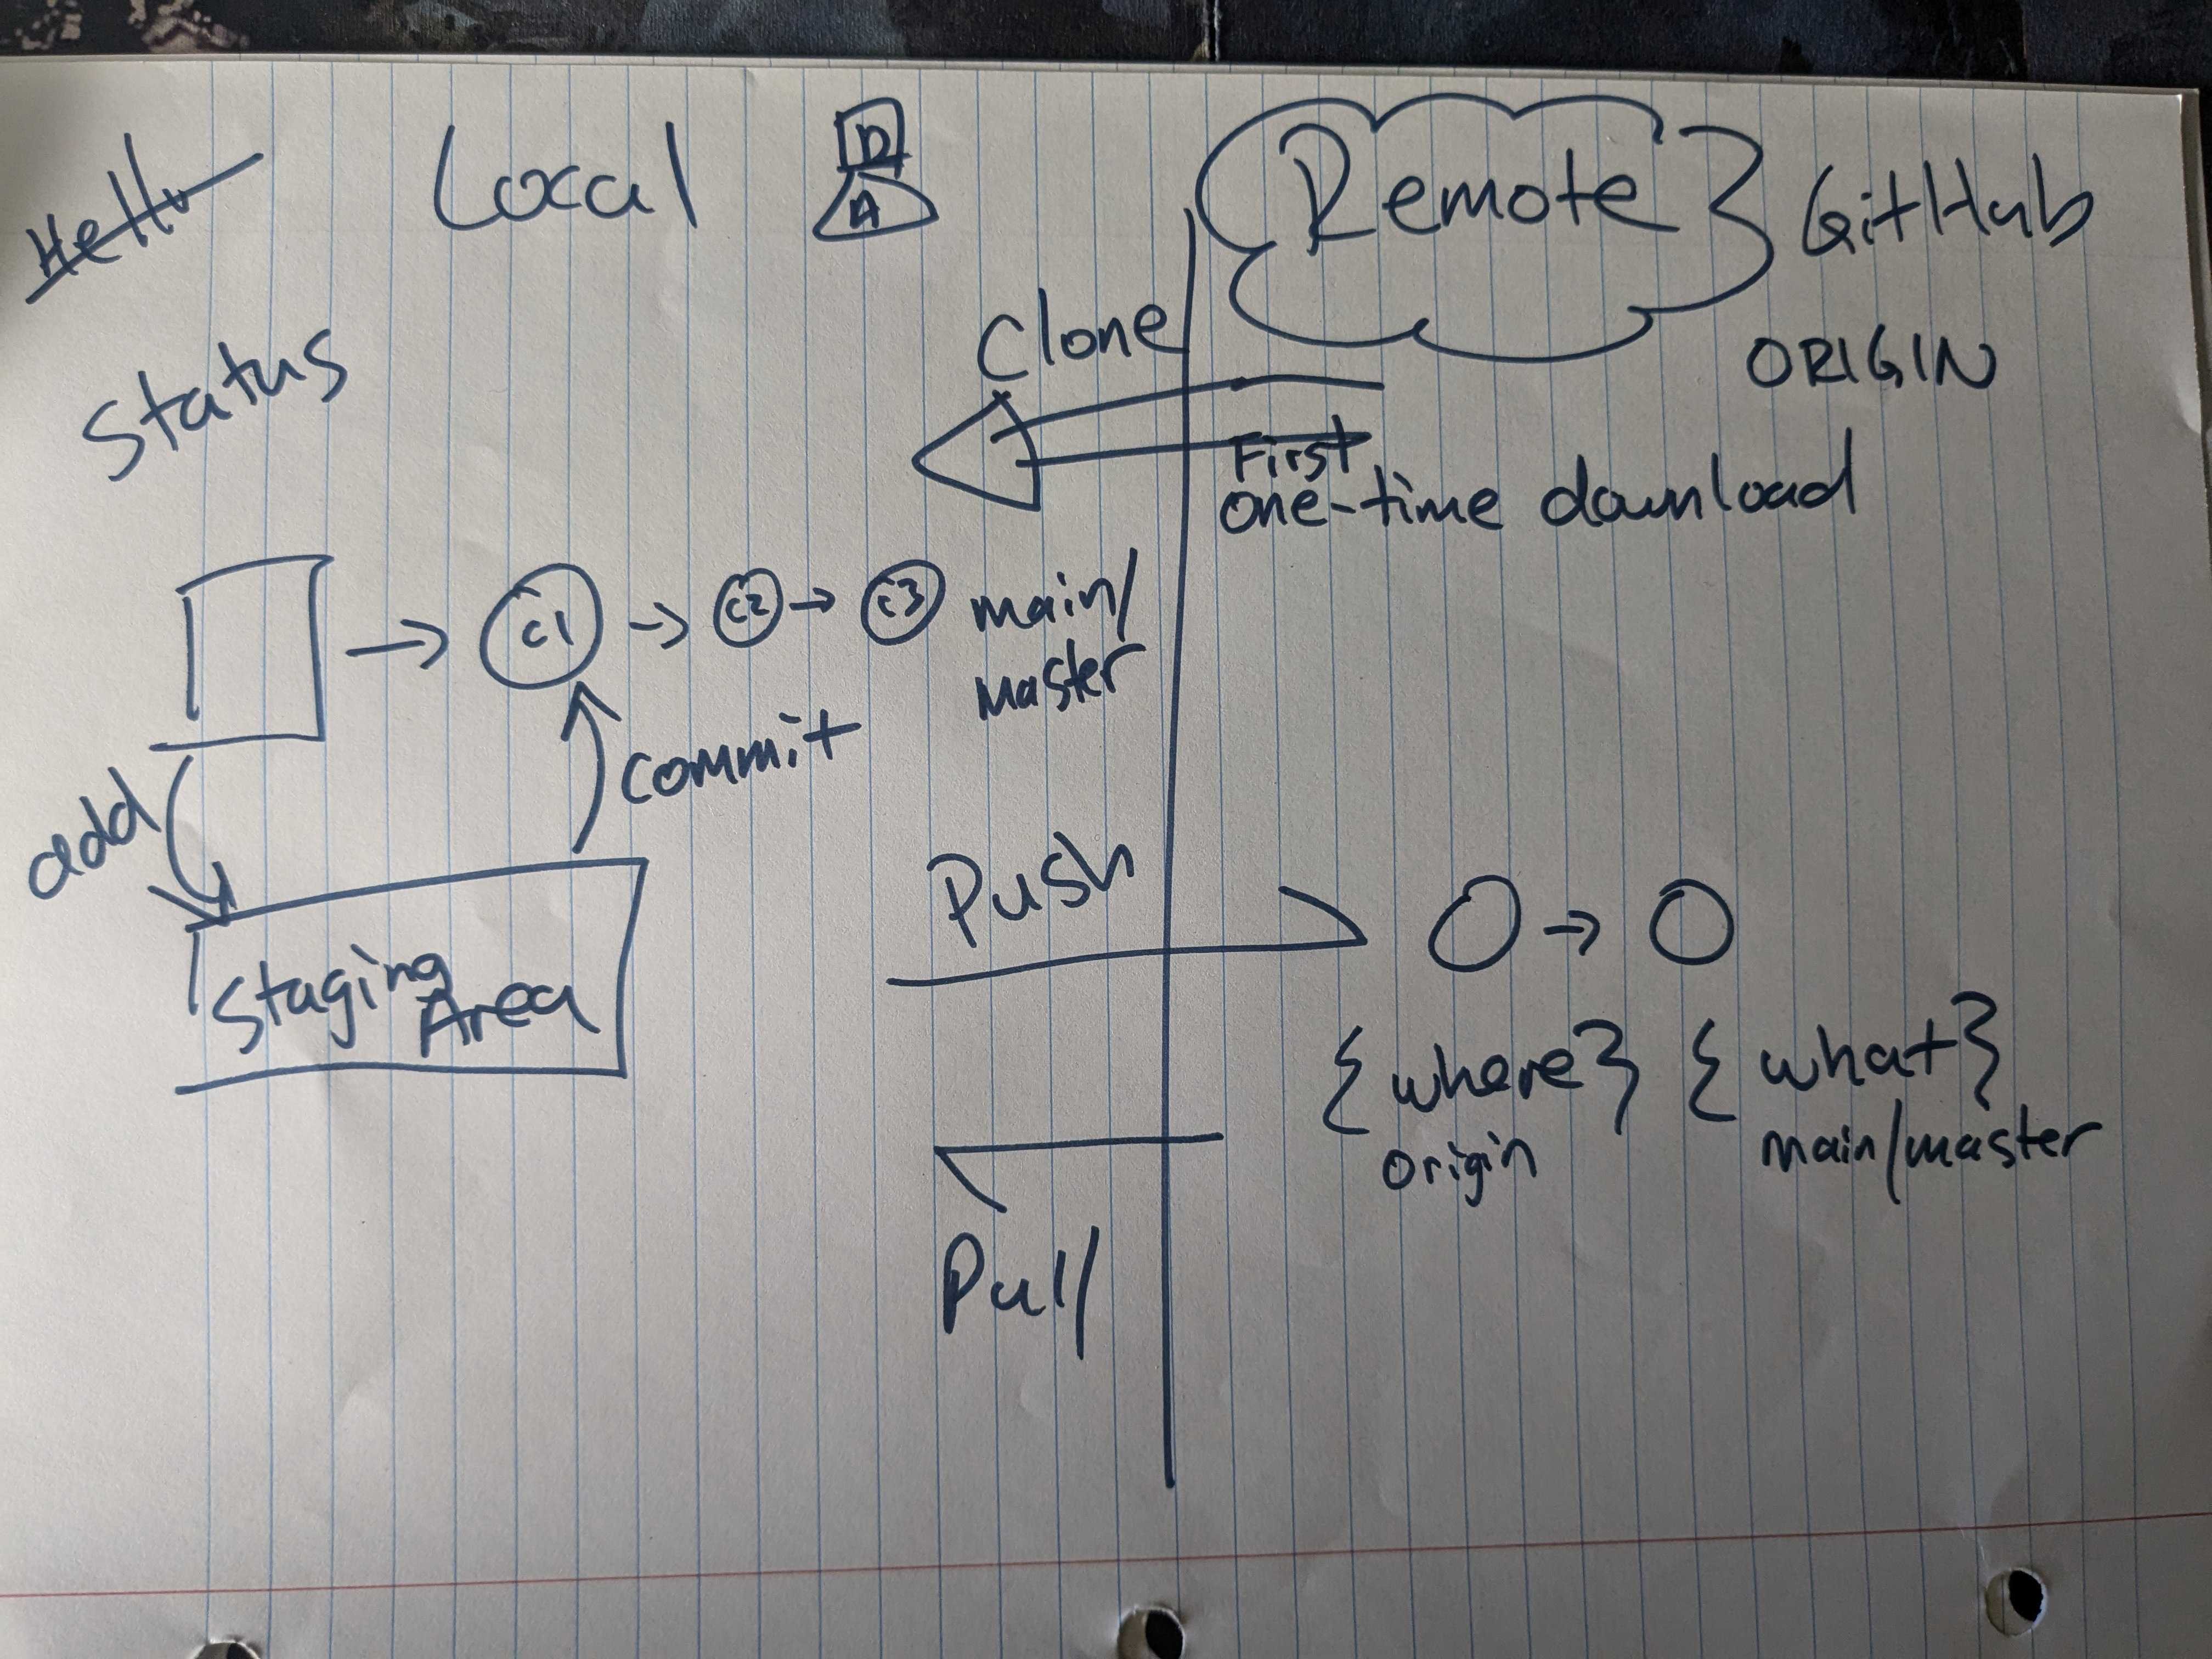 Hello
Local
D
A
Remote
GitHub
ORIGIN
Clone
Status
First
one-time download
C1
C2
C3
main/
master
commit
add
Staging
Area
Push
{where} {what}
origin
main/master
Pull